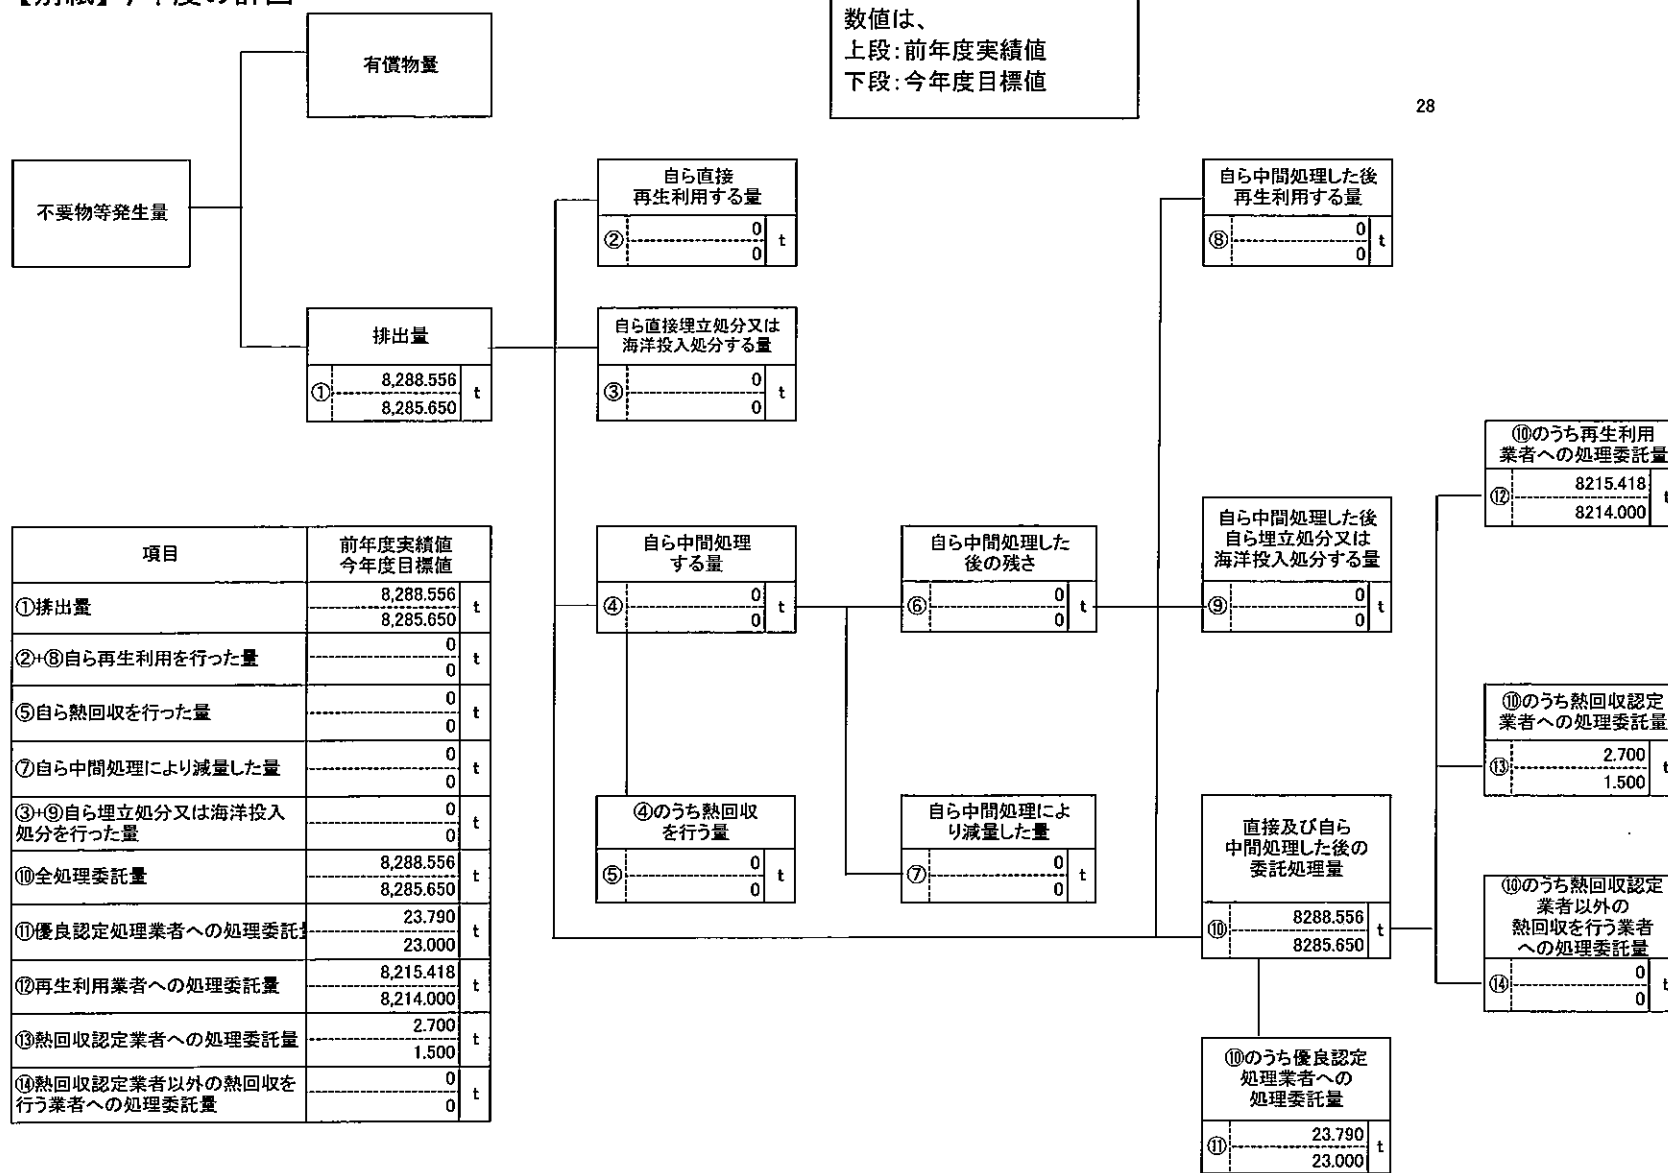 数値は、
上段:前年度実績値
下段:今年度目標値
28
有償物量
不要物等発生量
排出量
① 8,288.556 t
8,285.650
自ら直接
再生利用する量
② 0 t
0
自ら直接埋立処分又は
海洋投入処分する量
③ 0 t
0
自ら中間処理
する量
④ 0 t
0
④のうち熱回収
を行う量
⑤ 0 t
0
自ら中間処理した
後の残さ
⑥ 0 t
0
自ら中間処理によ
り減量した量
⑦ 0 t
0
自ら中間処理した後
再生利用する量
⑧ 0 t
0
自ら中間処理した後
自ら埋立処分又は
海洋投入処分する量
⑨ 0 t
0
直接及び自ら
中間処理した後の
委託処理量
⑩ 8288.556 t
8285.650
⑩のうち優良認定
処理業者への
処理委託量
⑪ 23.790 t
23.000
⑩のうち再生利用
業者への処理委託量
⑫ 8215.418 t
8214.000
⑩のうち熱回収認定
業者への処理委託量
⑬ 2.700 t
1.500
⑩のうち熱回収認定
業者以外の
熱回収を行う業者
への処理委託量
⑭ 0 t
0
項目 前年度実績値
今年度目標値
①排出量 8,288.556 t
8,285.650
②+⑧自ら再生利用を行った量 0 t
0
⑤自ら熱回収を行った量 0 t
0
⑦自ら中間処理により減量した量 0 t
0
③+⑨自ら埋立処分又は海洋投入
処分を行った量 0 t
0
⑩全処理委託量 8,288.556 t
8,285.650
⑪優良認定処理業者への処理委託 23.790 t
23.000
⑫再生利用業者への処理委託量 8,215.418 t
8,214.000
⑬熱回収認定業者への処理委託量 2.700 t
1.500
⑭熱回収認定業者以外の熱回収を
行う業者への処理委託量 0 t
0